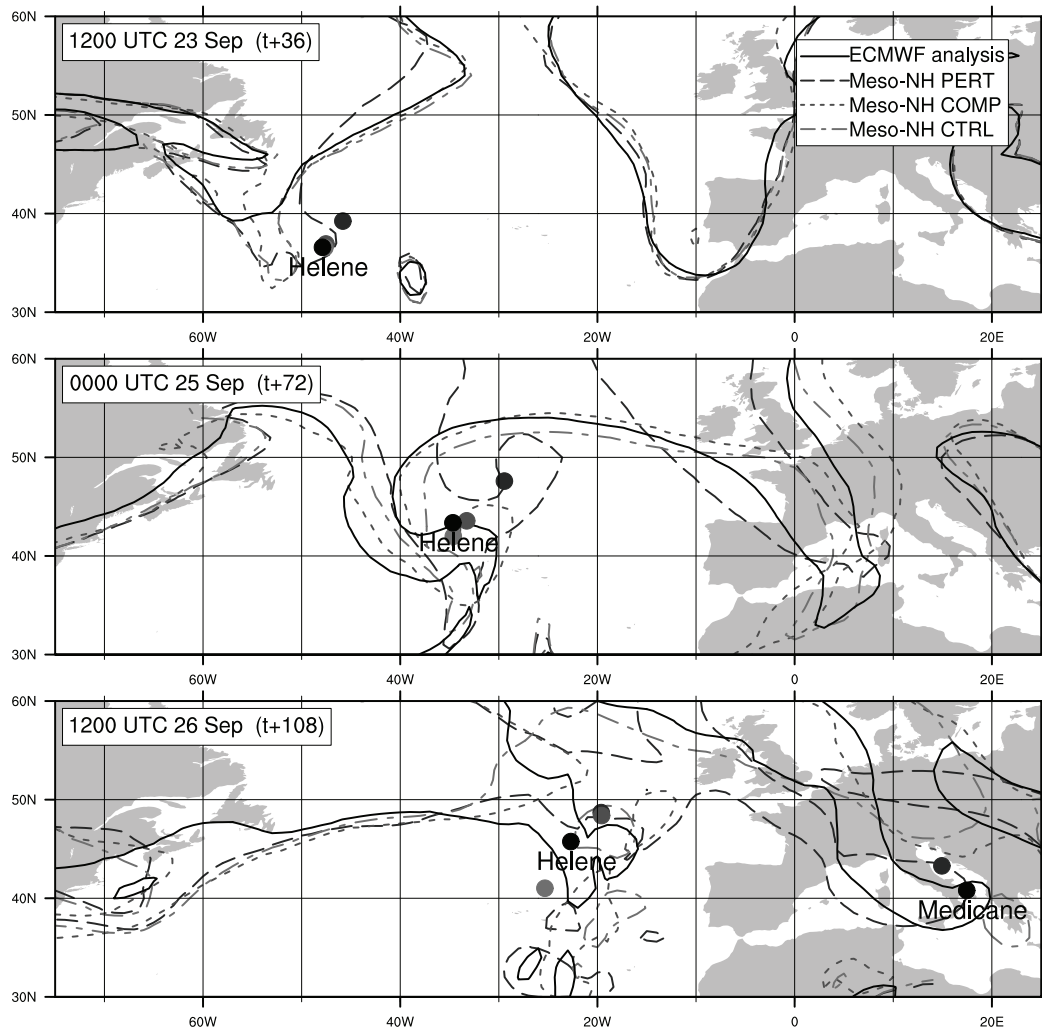 60N
1200 UTC 23 Sep (t+36)
ECMWF analysis
Meso-NH PERT
50N
Meso-NH COMP
Meso-NH CTRL
40N
Helene
30N
60W 40W 20W 0 20E
60N
0000 UTC 25 Sep (t+72)
50N
40N
Helene
30N
60W 40W 20W 0 20E
60N
1200 UTC 26 Sep (t+108)
50N
Helene
40N
Medicane
30N
60W 40W 20W 0 20E